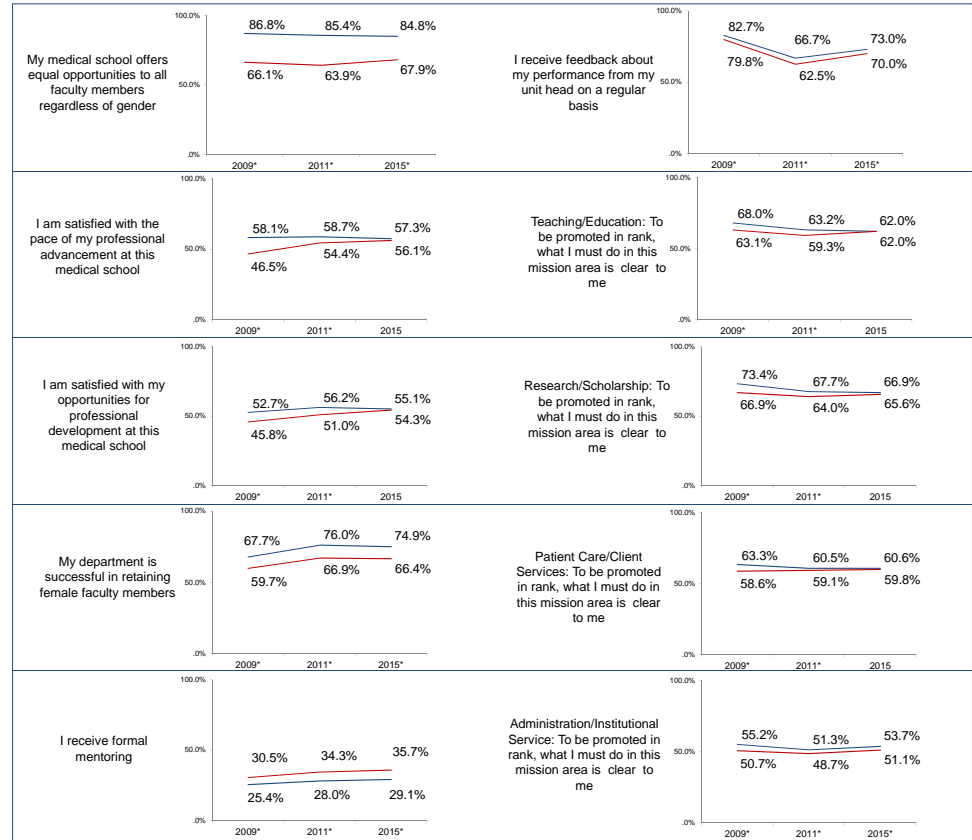 My medical school offers
equal opportunities to all
faculty members
regardless of gender
100.0%
50.0%
.0%
86.8% 85.4% 84.8%
66.1% 63.9% 67.9%
2009* 2011* 2015*
I receive feedback about
my performance from my
unit head on a regular
basis
100.0%
50.0%
.0%
82.7% 66.7% 73.0%
79.8% 62.5% 70.0%
2009* 2011* 2015*
I am satisfied with the
pace of my professional
advancement at this
medical school
100.0%
50.0%
.0%
58.1% 58.7% 57.3%
46.5% 54.4% 56.1%
2009* 2011* 2015
Teaching/Education: To
be promoted in rank,
what I must do in this
mission area is clear to
me
100.0%
50.0%
.0%
68.0% 63.2% 62.0%
63.1% 59.3% 62.0%
2009* 2011* 2015
I am satisfied with my
opportunities for
professional
development at this
medical school
100.0%
50.0%
.0%
52.7% 56.2% 55.1%
45.8% 51.0% 54.3%
2009* 2011* 2015
Research/Scholarship: To
be promoted in rank,
what I must do in this
mission area is clear to
me
100.0%
50.0%
.0%
73.4% 67.7% 66.9%
66.9% 64.0% 65.6%
2009* 2011* 2015
My department is
successful in retaining
female faculty members
100.0%
50.0%
.0%
67.7% 76.0% 74.9%
59.7% 66.9% 66.4%
2009* 2011* 2015*
Patient Care/Client
Services: To be promoted
in rank, what I must do in
this mission area is clear
to me
100.0%
50.0%
.0%
63.3% 60.5% 60.6%
58.6% 59.1% 59.8%
2009* 2011* 2015
I receive formal
mentoring
100.0%
50.0%
.0%
30.5% 34.3% 35.7%
25.4% 28.0% 29.1%
2009* 2011* 2015*
Administration/Institutional
Service: To be promoted in
rank, what I must do in this
mission area is clear to
me
100.0%
50.0%
.0%
55.2% 51.3% 53.7%
50.7% 48.7% 51.1%
2009* 2011* 2015*